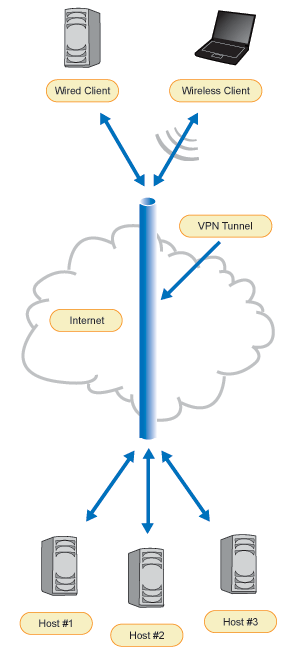 Wired Client
Wireless Client
VPN Tunnel
Internet
Host #1
Host #2
Host #3